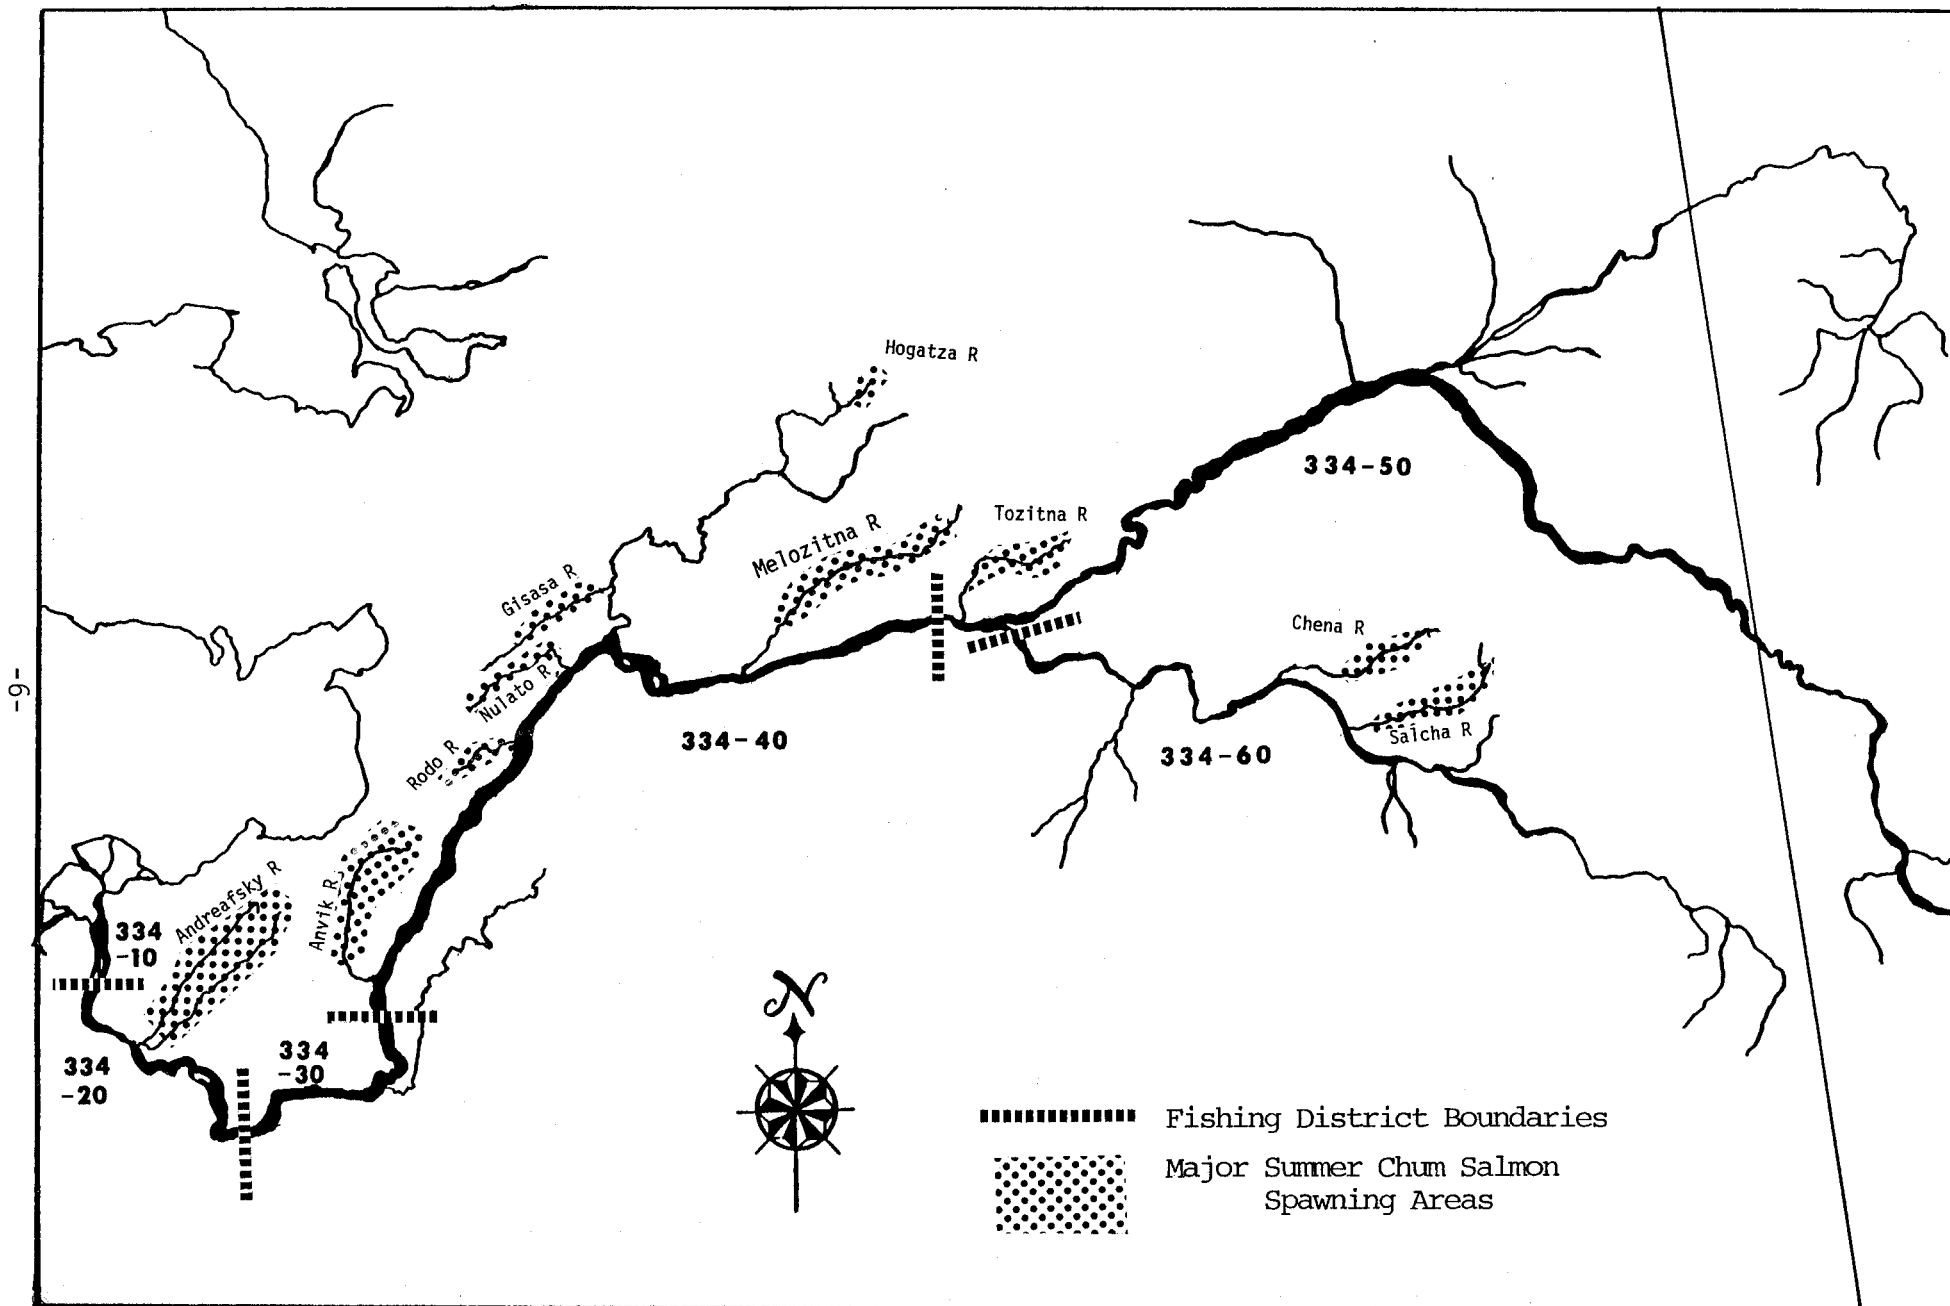 Hogatza R
334-50
Tozitna R
Melozitna R
Gisasa R
Chena R
Nulato R
Salcha R
334-40
334-60
Rodo R
-9-
Andreafsky R
Anvik R
334
-10
N
334
-30
334
-20
Fishing District Boundaries
Major Summer Chum Salmon
Spawning Areas